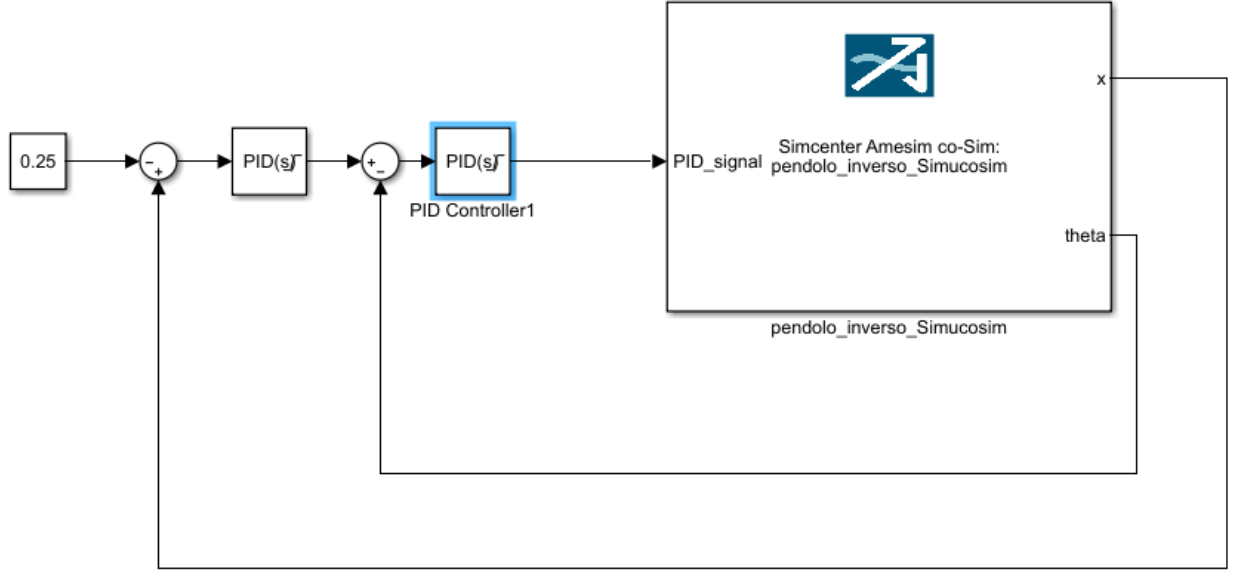 0.25
PID(s)
PID(s)
PID Controller1
PID_signal
Simcenter Amesim co-Sim:
pendolo_inverso_Simucosim
x
theta
pendolo_inverso_Simucosim